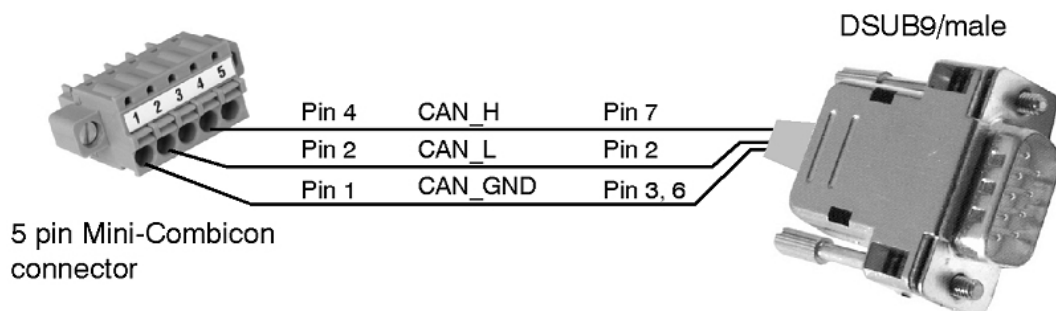 DSUB9/male
1 2 3 4 5
Pin 4 CAN_H Pin 7
Pin 2 CAN_L Pin 2
Pin 1 CAN_GND Pin 3, 6
5 pin Mini-Combicon
connector